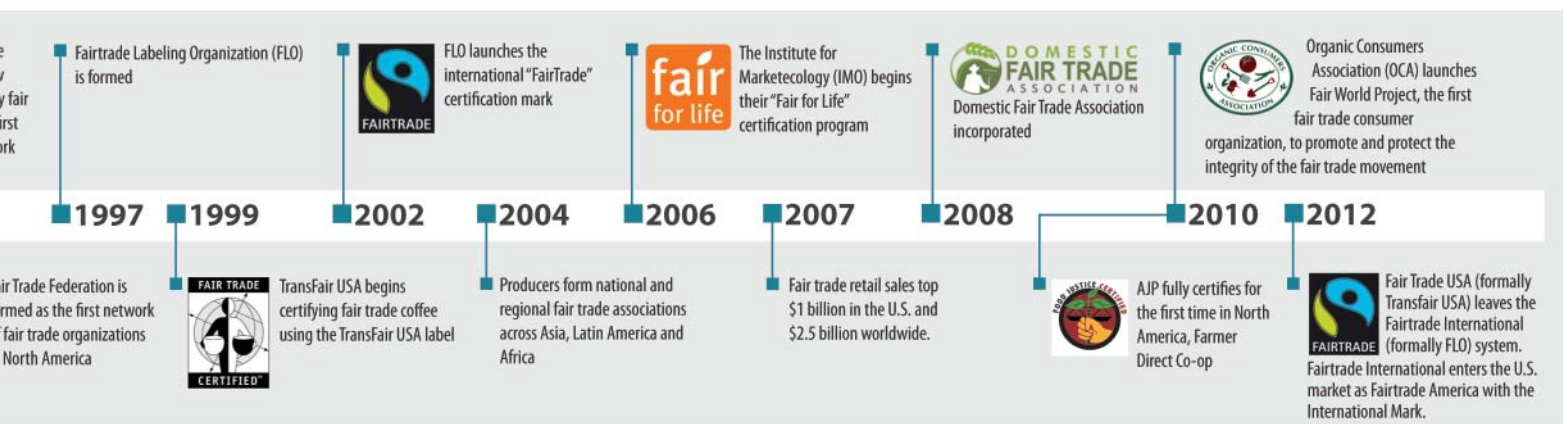 fair
irst
ork
Fairtrade Labeling Organization (FLO)
is formed
FAIRTRADE
FLO launches the
international "FairTrade"
certification mark
fair
for life
The Institute for
Marketecology (IMO) begins
their "Fair for Life"
certification program
DOMESTIC
FAIR TRADE
ASSOCIATION
Domestic Fair Trade Association
incorporated
ORGANIC CONSUMERS
ASSOCIATION
Organic Consumers
Association (OCA) launches
Fair World Project, the first
fair trade consumer
organization, to promote and protect the
integrity of the fair trade movement
1997 1999 2002 2004 2006 2007 2008 2010 2012
ir Trade Federation is
rmed as the first network
f fair trade organizations
North America
FAIR TRADE
CERTIFIED™
TransFair USA begins
certifying fair trade coffee
using the TransFair USA label
Producers form national and
regional fair trade associations
across Asia, Latin America and
Africa
Fair trade retail sales top
$1 billion in the U.S. and
$2.5 billion worldwide.
FOOD JUSTICE CERTIFIED
AJP fully certifies for
the first time in North
America, Farmer
Direct Co-op
FAIRTRADE
Fair Trade USA (formally
Transfair USA) leaves the
Fairtrade International
(formally FLO) system.
Fairtrade International enters the U.S.
market as Fairtrade America with the
International Mark.